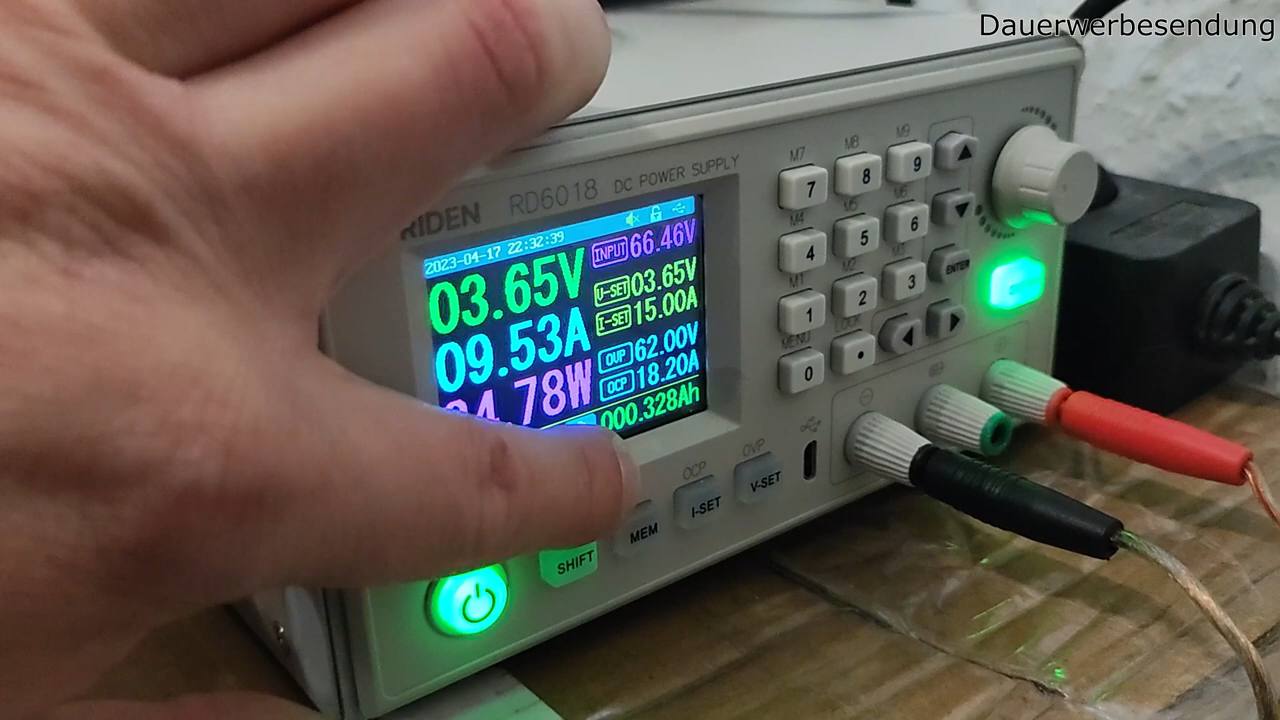 Dauerwerbesendung
RIDEN RD6018 DC POWER SUPPLY
2023-04-17 22:32:39
INPUT 66.46V
03.65V
V-SET 03.65V
I-SET 15.00A
09.53A
OVP 62.00V
OCP 18.20A
4.78W
000.328Ah
M7 M8 M9
7 8 9
M4 M5 M6
4 5 6
M1 M2 M3
1 2 3 ENTER
MENU LOCK
0 •
OCP OVP
SHIFT MEM I-SET V-SET